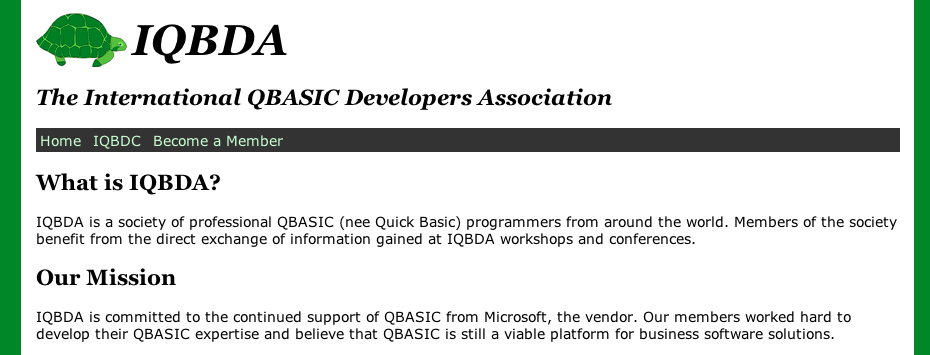 IQBDA
The International QBASIC Developers Association
Home IQBDC Become a Member
What is IQBDA?
IQBDA is a society of professional QBASIC (nee Quick Basic) programmers from around the world. Members of the society
benefit from the direct exchange of information gained at IQBDA workshops and conferences.
Our Mission
IQBDA is committed to the continued support of QBASIC from Microsoft, the vendor. Our members worked hard to
develop their QBASIC expertise and believe that QBASIC is still a viable platform for business software solutions.